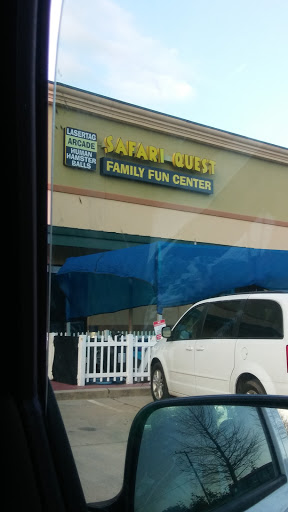 LASERTAG
ARCADE
HUMAN
HAMSTER
BALLS
SAFARI QUEST
FAMILY FUN CENTER